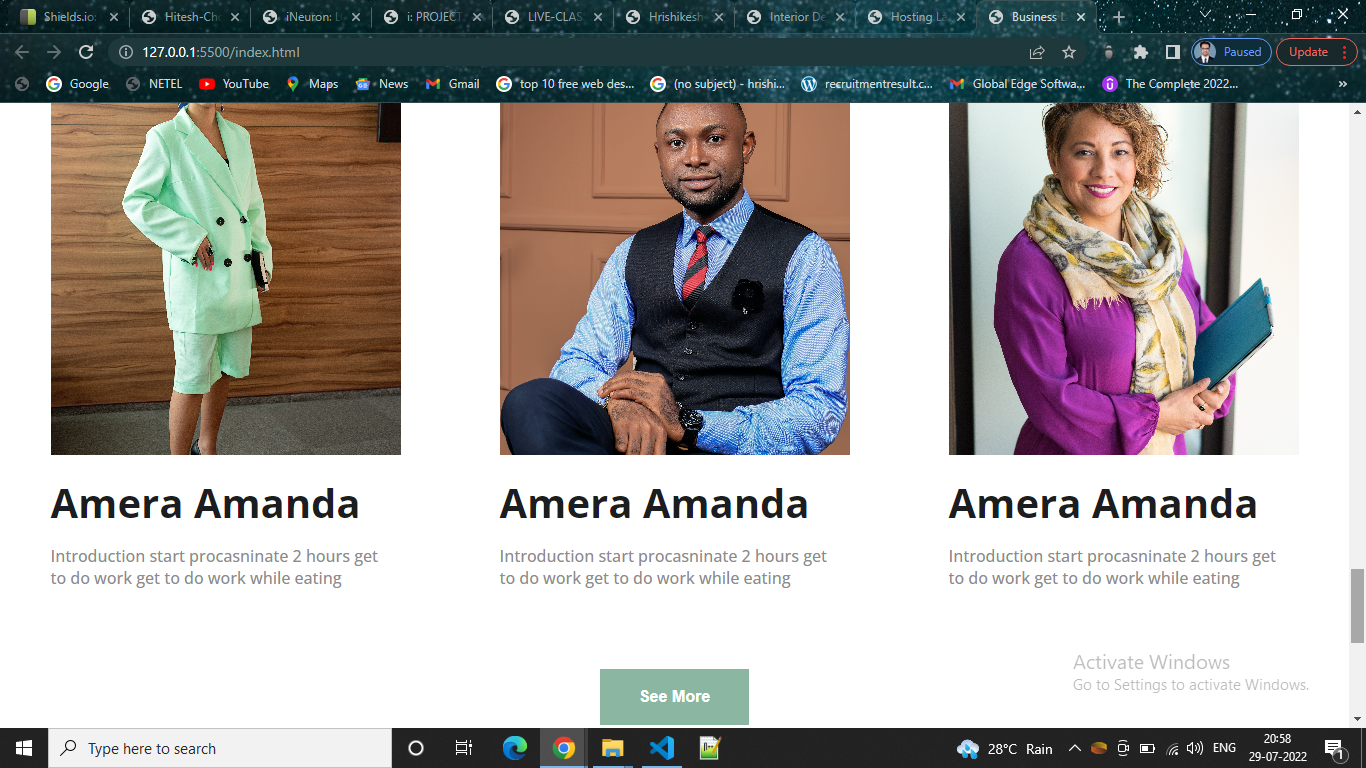 Shields.io:
Hitesh-Cho
iNeuron: L
i: PROJECT
LIVE-CLAS
Hrishikesh
Interior De
Hosting La
Business L
127.0.0.1:5500/index.html
Paused
Update
Google
NETEL
YouTube
Maps
News
Gmail
top 10 free web des...
(no subject) - hrishi...
recruitmentresult.c...
Global Edge Softwa...
The Complete 2022...
Amera Amanda
Amera Amanda
Amera Amanda
Introduction start procasninate 2 hours get
to do work get to do work while eating
Introduction start procasninate 2 hours get
to do work get to do work while eating
Introduction start procasninate 2 hours get
to do work get to do work while eating
See More
Activate Windows
Go to Settings to activate Windows.
Type here to search
28°C Rain
ENG
20:58
29-07-2022
1